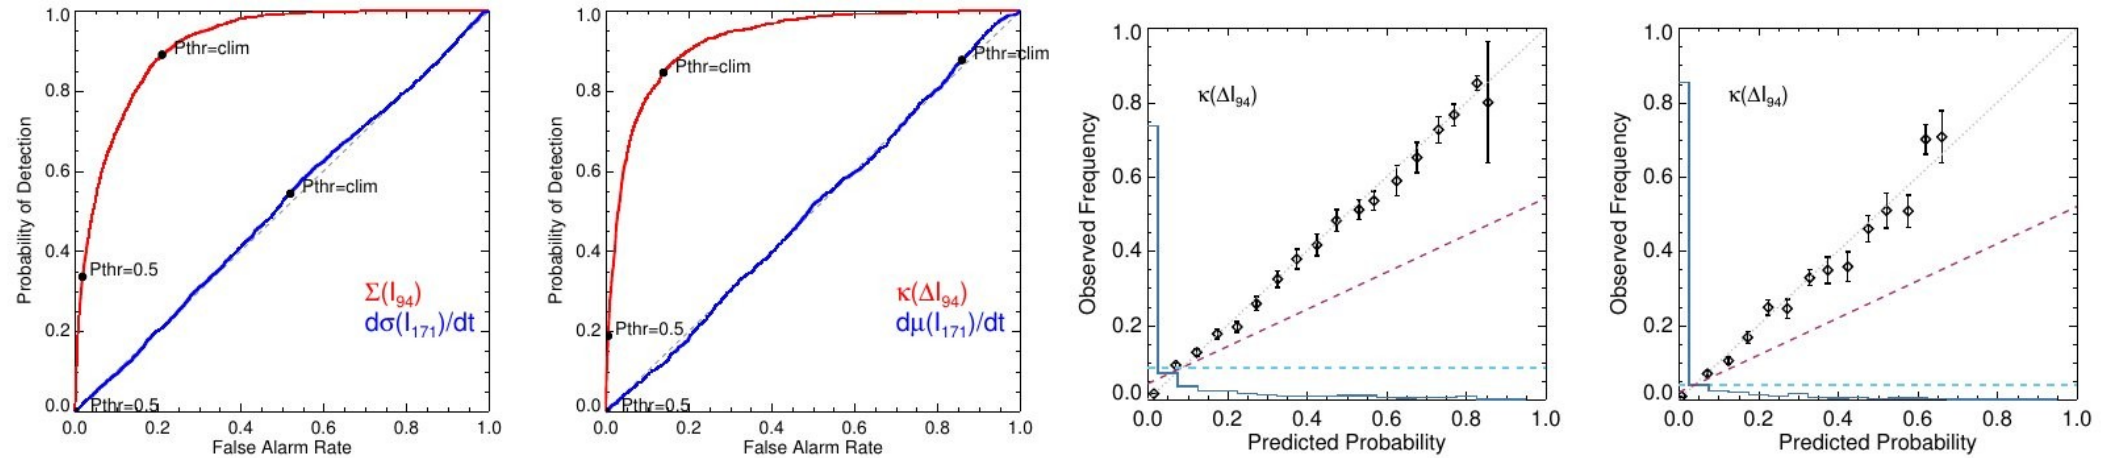 Probability of Detection
1.0
0.8
0.6
0.4
0.2
0.0
Pthr=clim
Pthr=0.5
Pthr=clim
Pthr=0.5
Σ(I94)
dσ(I171)/dt
0.0 0.2 0.4 0.6 0.8 1.0
False Alarm Rate
Probability of Detection
1.0
0.8
0.6
0.4
0.2
0.0
Pthr=clim
Pthr=clim
Pthr=0.5
Pthr=0.5
κ(ΔI94)
dμ(I171)/dt
0.0 0.2 0.4 0.6 0.8 1.0
False Alarm Rate
Observed Frequency
1.0
0.8
0.6
0.4
0.2
0.0
κ(ΔI94)
0.0 0.2 0.4 0.6 0.8 1.0
Predicted Probability
Observed Frequency
1.0
0.8
0.6
0.4
0.2
0.0
κ(ΔI94)
0.0 0.2 0.4 0.6 0.8 1.0
Predicted Probability